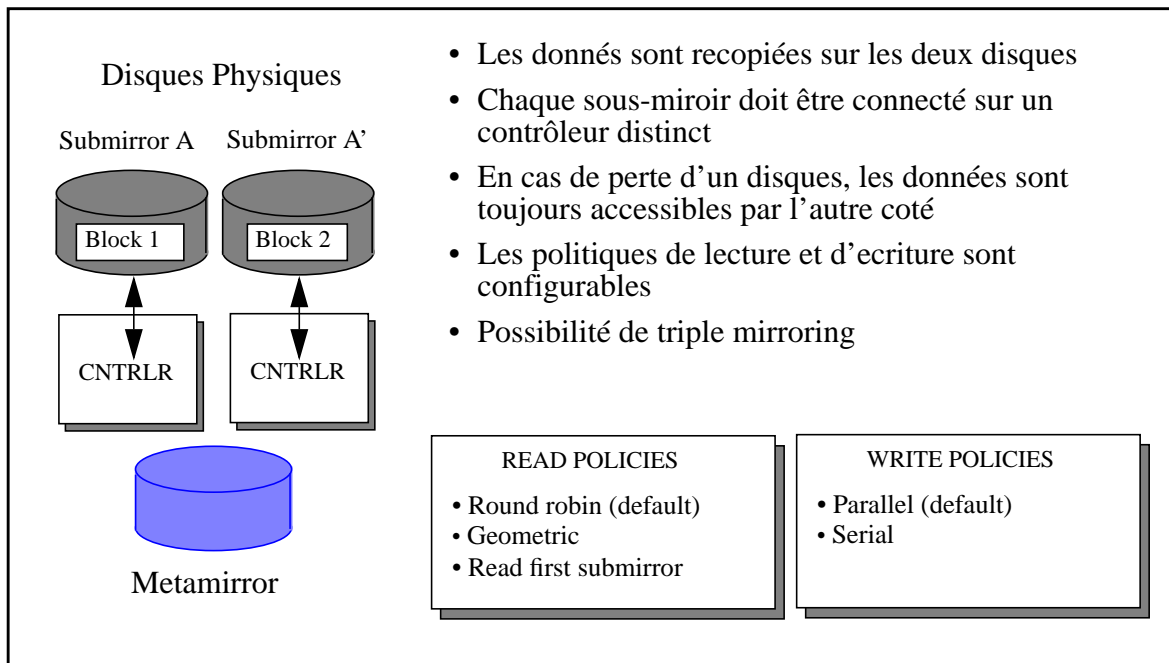 Disques Physiques
Submirror A
Submirror A’
Block 1
Block 2
CNTRLR
CNTRLR
Metamirror
• Les donnés sont recopiées sur les deux disques
• Chaque sous-miroir doit être connecté sur un
contrôleur distinct
• En cas de perte d’un disques, les données sont
toujours accessibles par l’autre coté
• Les politiques de lecture et d’ecriture sont
configurables
• Possibilité de triple mirroring
READ POLICIES
• Round robin (default)
• Geometric
• Read first submirror
WRITE POLICIES
• Parallel (default)
• Serial